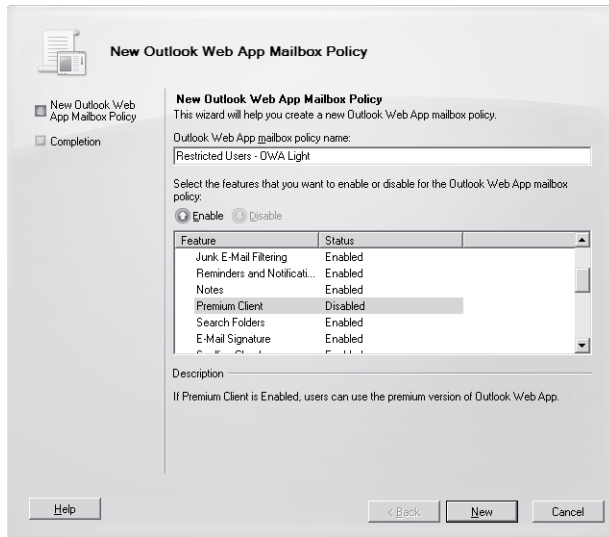 New Outlook Web App Mailbox Policy
New Outlook Web
App Mailbox Policy
Completion
New Outlook Web App Mailbox Policy
This wizard will help you create a new Outlook Web App mailbox policy.
Outlook Web App mailbox policy name:
Restricted Users - OWA Light
Select the features that you want to enable or disable for the Outlook Web App mailbox
policy:
Enable Disable
Feature Status
Junk E-Mail Filtering Enabled
Reminders and Notificati... Enabled
Notes Enabled
Premium Client Disabled
Search Folders Enabled
E-Mail Signature Enabled
Description
If Premium Client is Enabled, users can use the premium version of Outlook Web App.
Help
< Back
New
Cancel